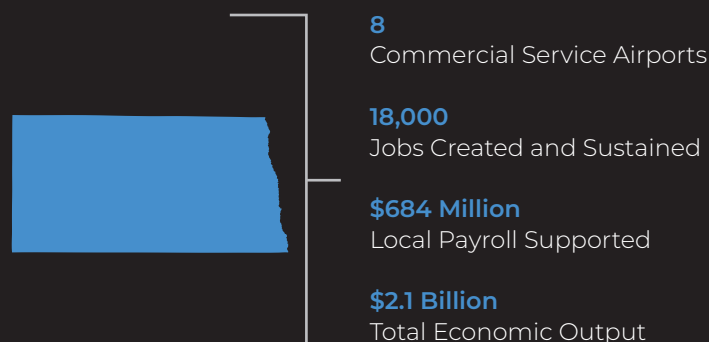 8
Commercial Service Airports
18,000
Jobs Created and Sustained
$684 Million
Local Payroll Supported
$2.1 Billion
Total Economic Output